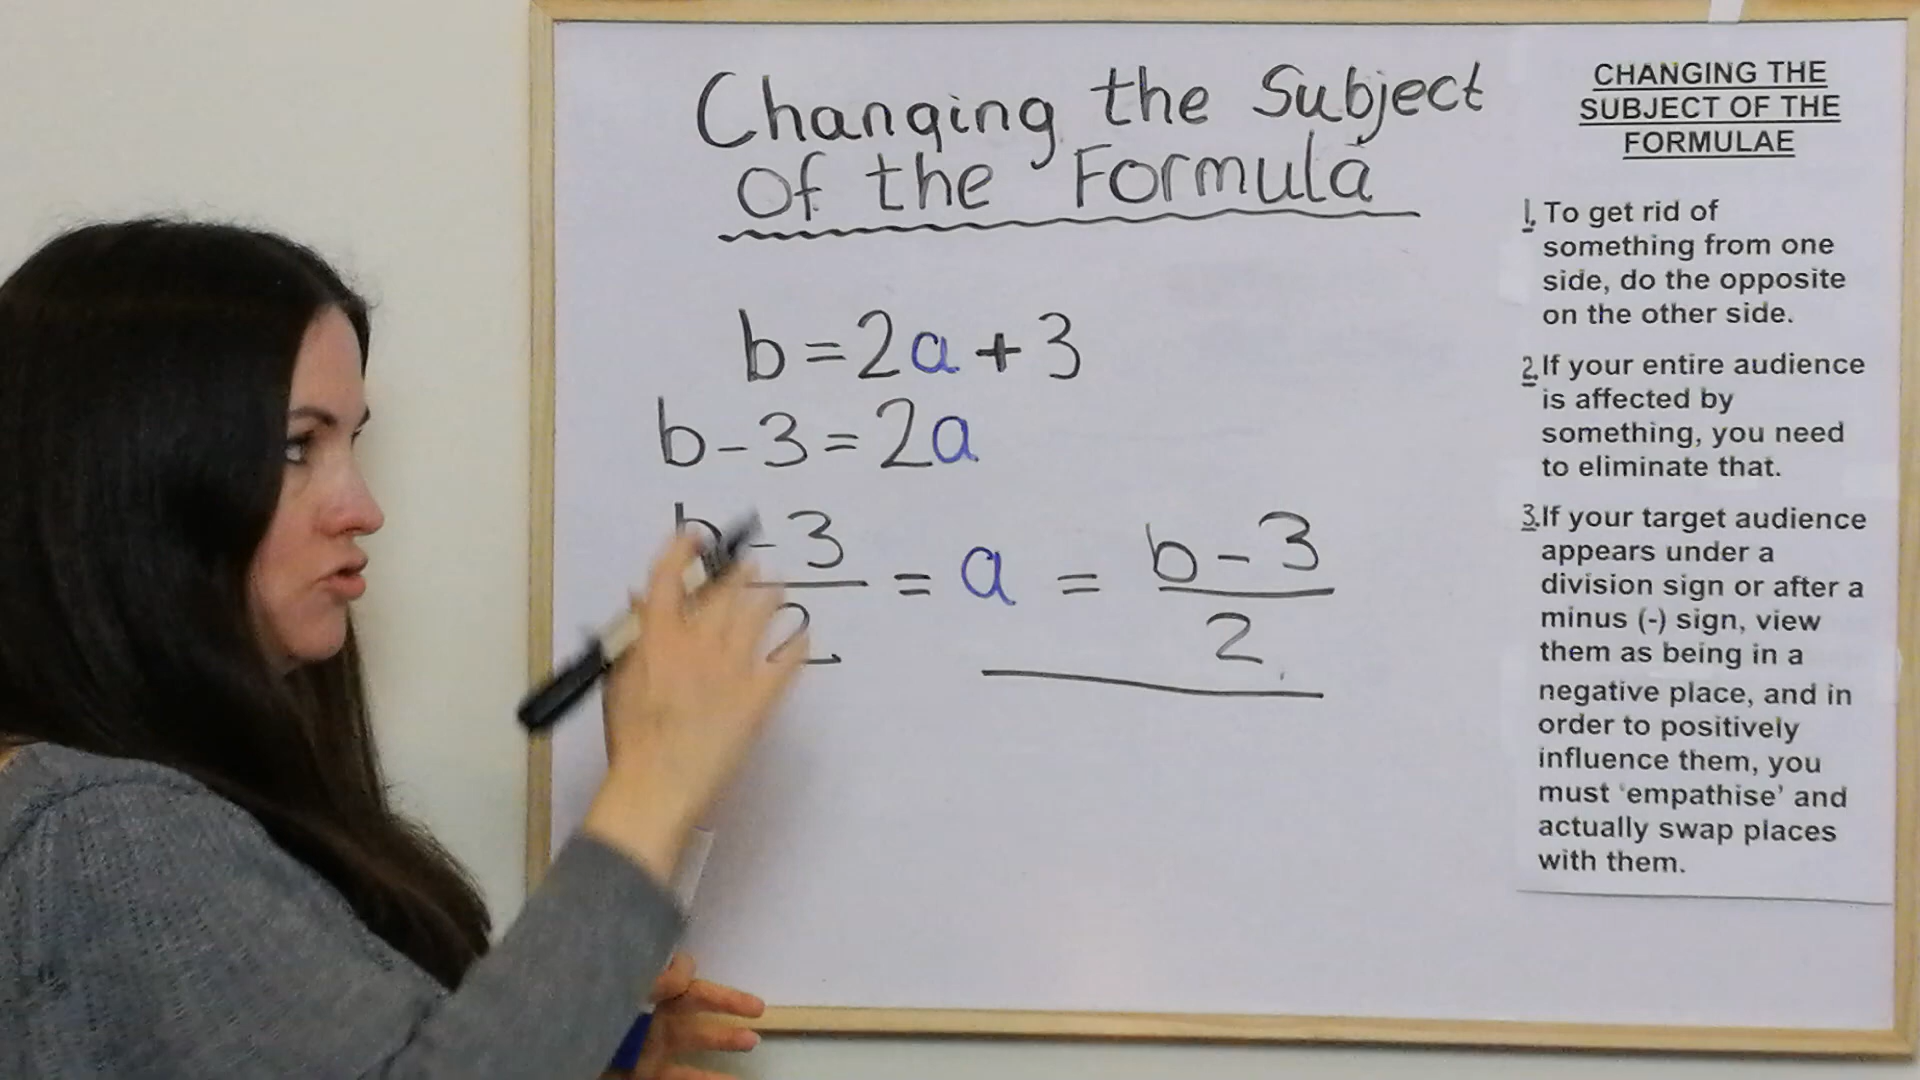 Changing the Subject
of the Formula
b = 2a + 3
b - 3 = 2a
b - 3
2
= a =
b - 3
2
CHANGING THE
SUBJECT OF THE
FORMULAE
1. To get rid of
something from one
side, do the opposite
on the other side.
2. If your entire audience
is affected by
something, you need
to eliminate that.
3. If your target audience
appears under a
division sign or after a
minus (-) sign, view
them as being in a
negative place, and in
order to positively
influence them, you
must 'empathise' and
actually swap places
with them.